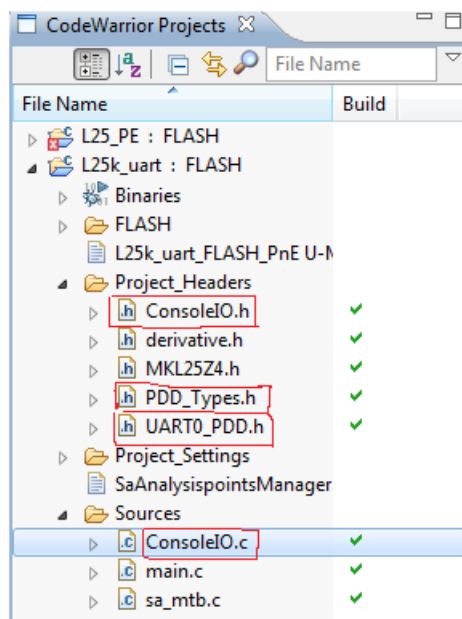 CodeWarrior Projects
File Name
File Name Build
L25_PE : FLASH
L25k_uart : FLASH
Binaries
FLASH
L25k_uart_FLASH_PnE U-M
Project_Headers
ConsoleIO.h
derivative.h
MKL25Z4.h
PDD_Types.h
UART0_PDD.h
Project_Settings
SaAnalysispointsManager
Sources
ConsoleIO.c
main.c
sa_mtb.c